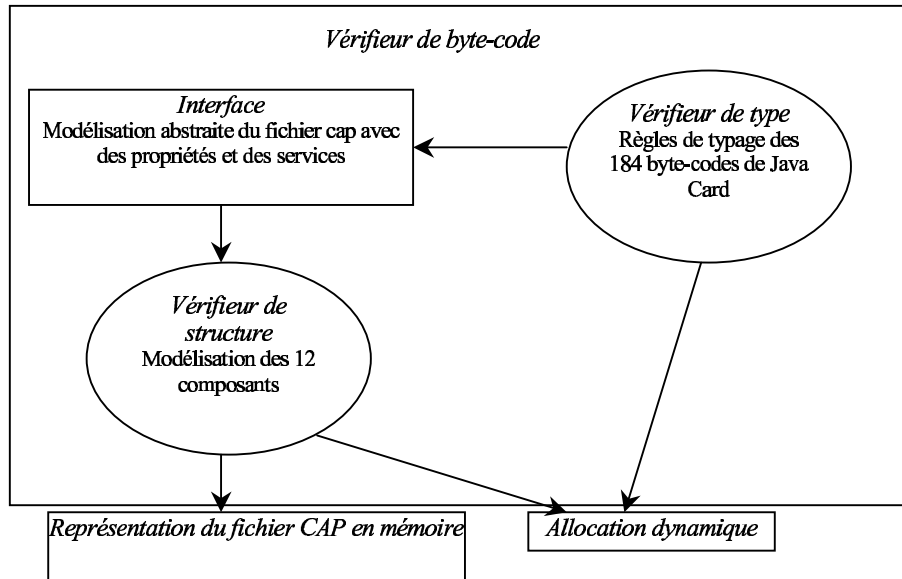 Vérifieur de byte-code
Interface
Modélisation abstraite du fichier cap avec
des propriétés et des services
Vérifieur de type
Règles de typage des
184 byte-codes de Java
Card
Vérifieur de
structure
Modélisation des 12
composants
Représentation du fichier CAP en mémoire
Allocation dynamique